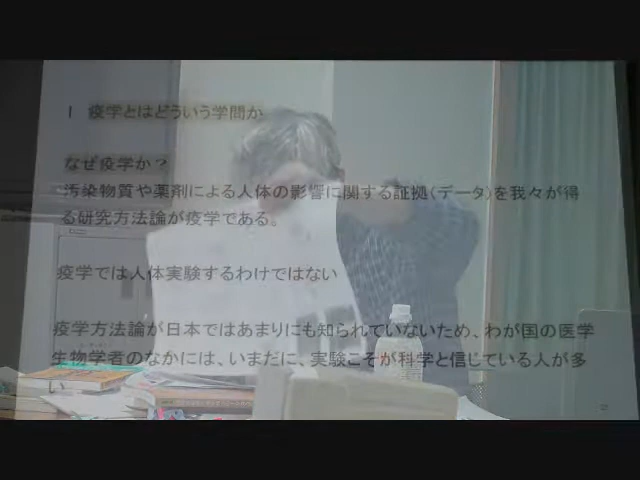 Ⅰ 疫学とはどういう学問か
なぜ疫学か?
汚染物質や薬剤による人体の影響に関する証拠(データ)を我々が得
る研究方法論が疫学である。
疫学では人体実験するわけではない
疫学方法論が日本ではあまりにも知られていないため、わが国の医学
生物学者のなかには、いまだに、実験こそが科学と信じている人が多